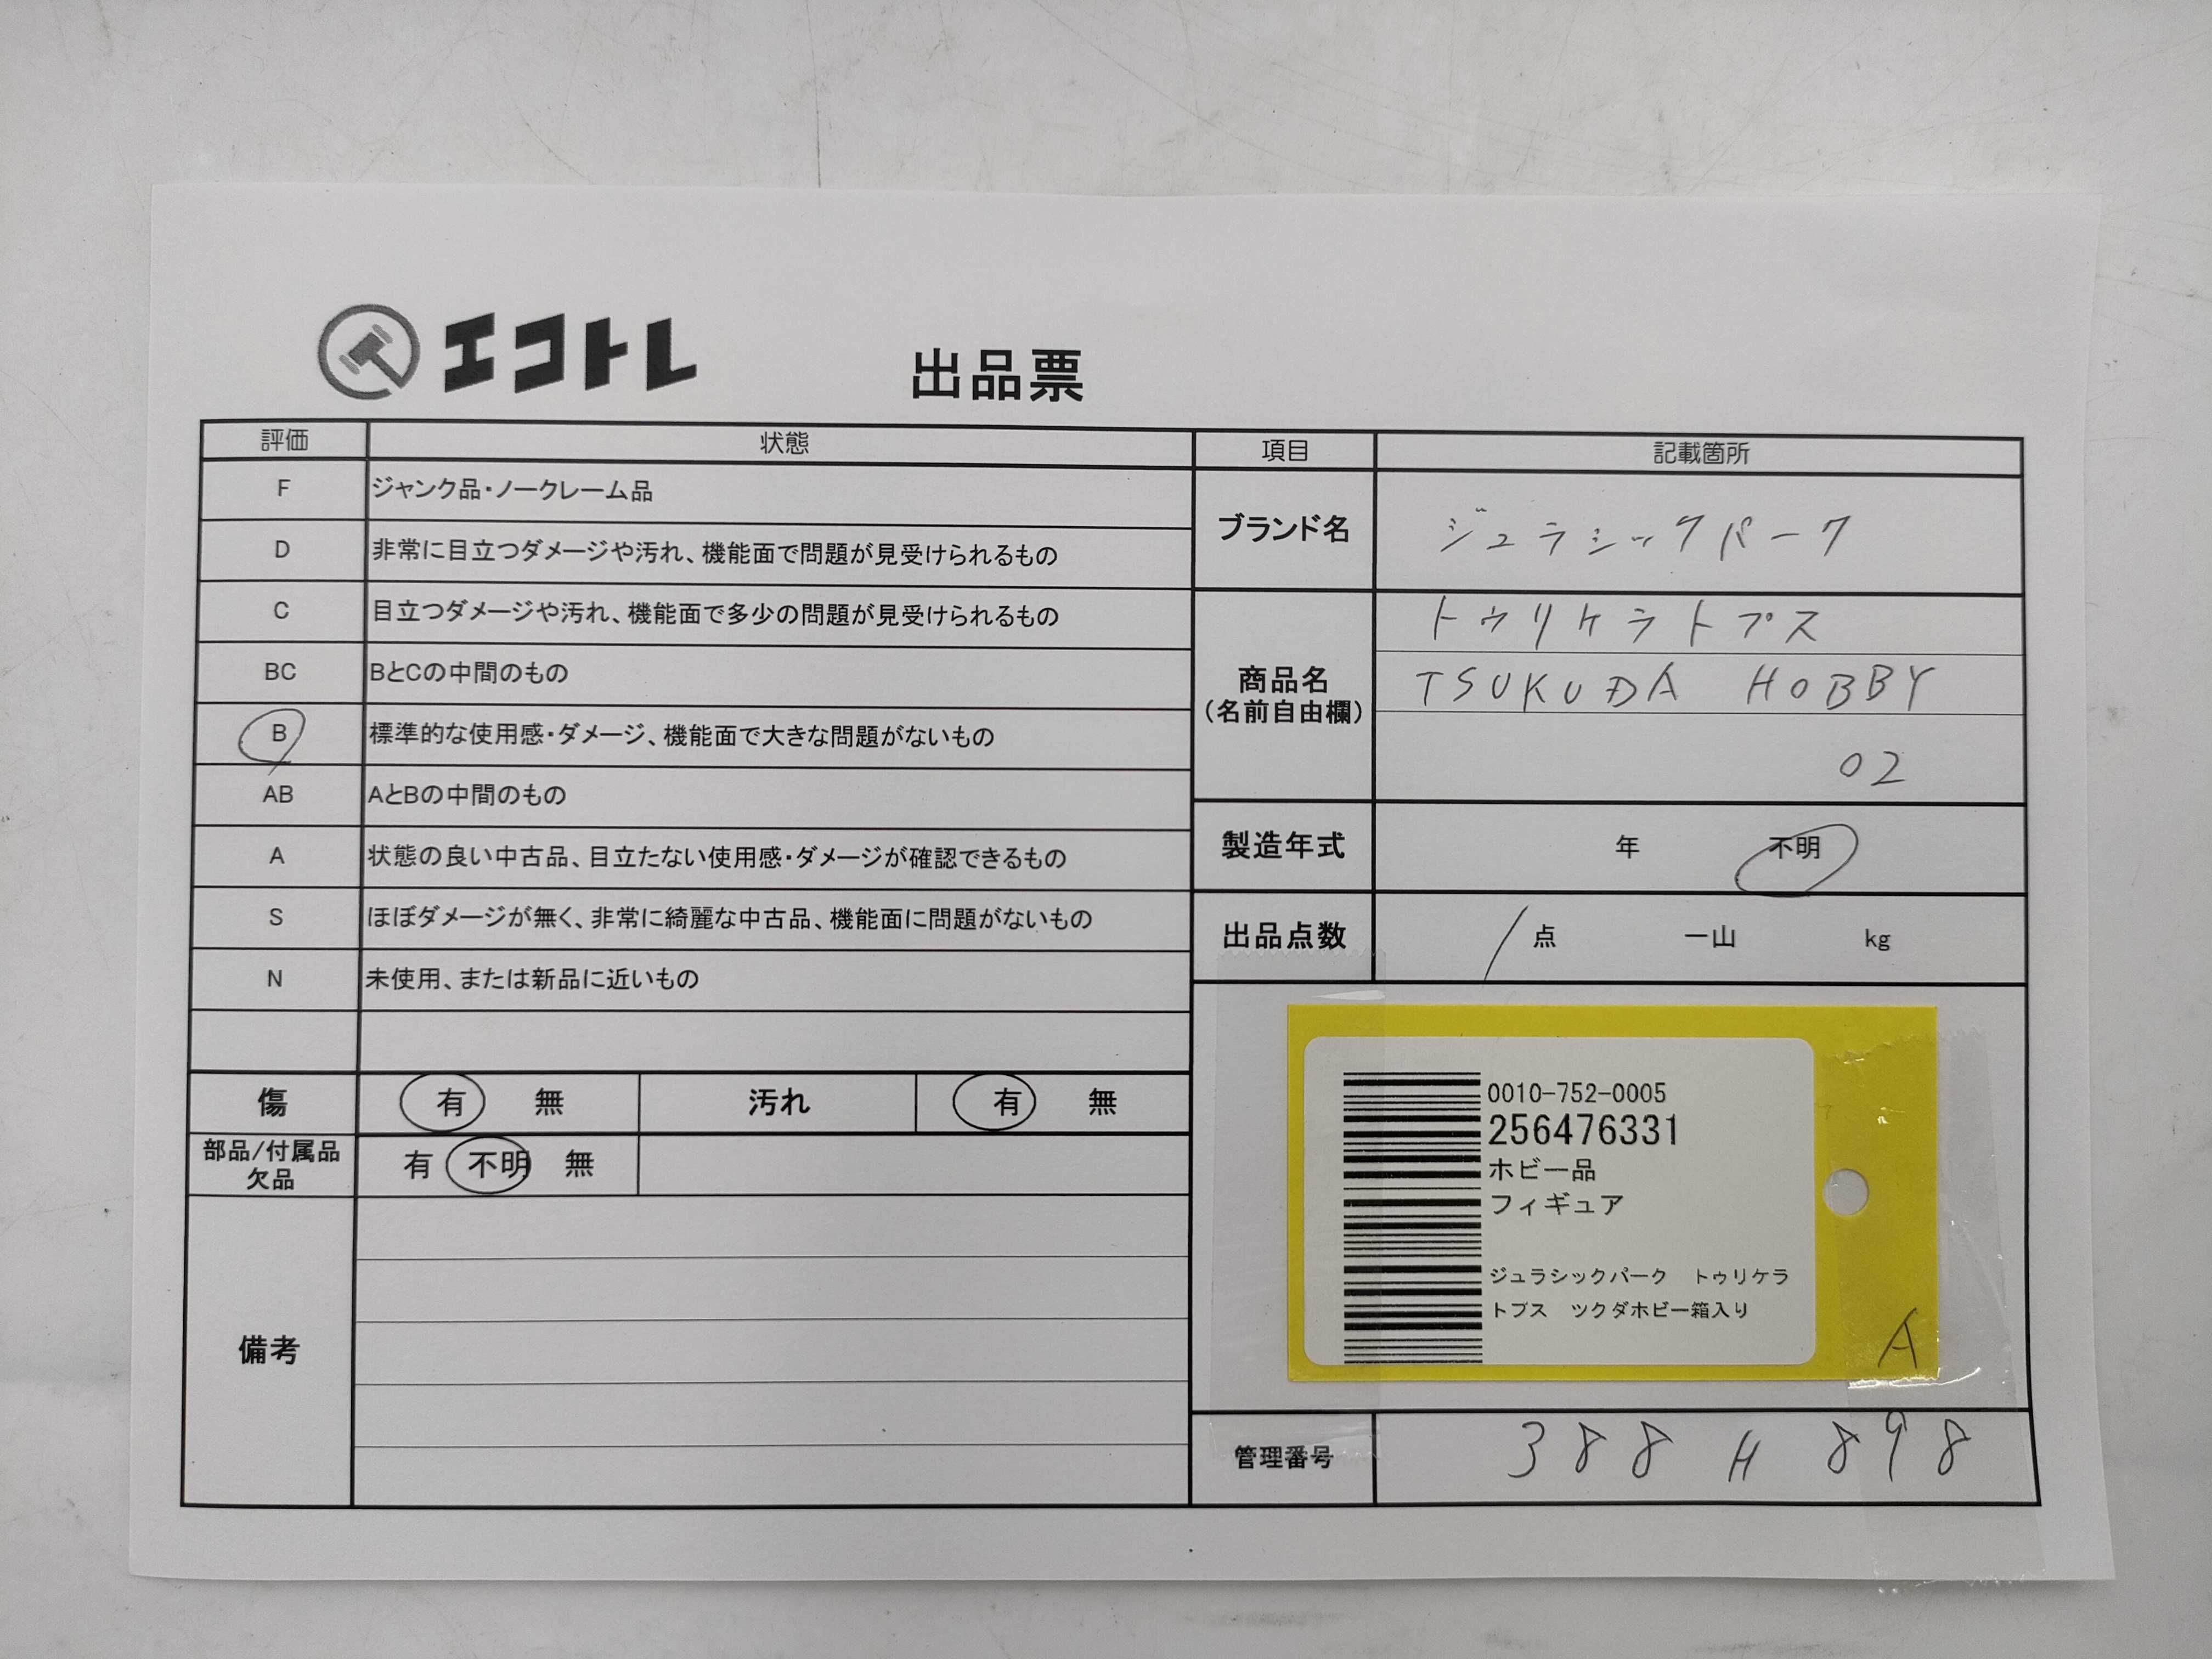 エコトレ
出品票
評価 状態
F ジャンク品・ノークレーム品
D 非常に目立つダメージや汚れ、機能面で問題が見受けられるもの
C 目立つダメージや汚れ、機能面で多少の問題が見受けられるもの
BC BとCの中間のもの
B 標準的な使用感・ダメージ、機能面で大きな問題がないもの
AB AとBの中間のもの
A 状態の良い中古品、目立たない使用感・ダメージが確認できるもの
S ほぼダメージが無く、非常に綺麗な中古品、機能面に問題がないもの
N 未使用、または新品に近いもの
傷 有 無 汚れ 有 無
部品/付属品
欠品
有 不明 無
備考
項目 記載箇所
ブランド名 ジュラシックパーク
商品名
(名前自由欄)
トゥリケラトプス
TSUKUDA HOBBY
02
製造年式 年 不明
出品点数 1 点 一山 kg
0010-752-0005
256476331
ホビー品
フィギュア
ジュラシックパーク トゥリケラ
トプス ツクダホビー箱入り
A
管理番号 388 H 898